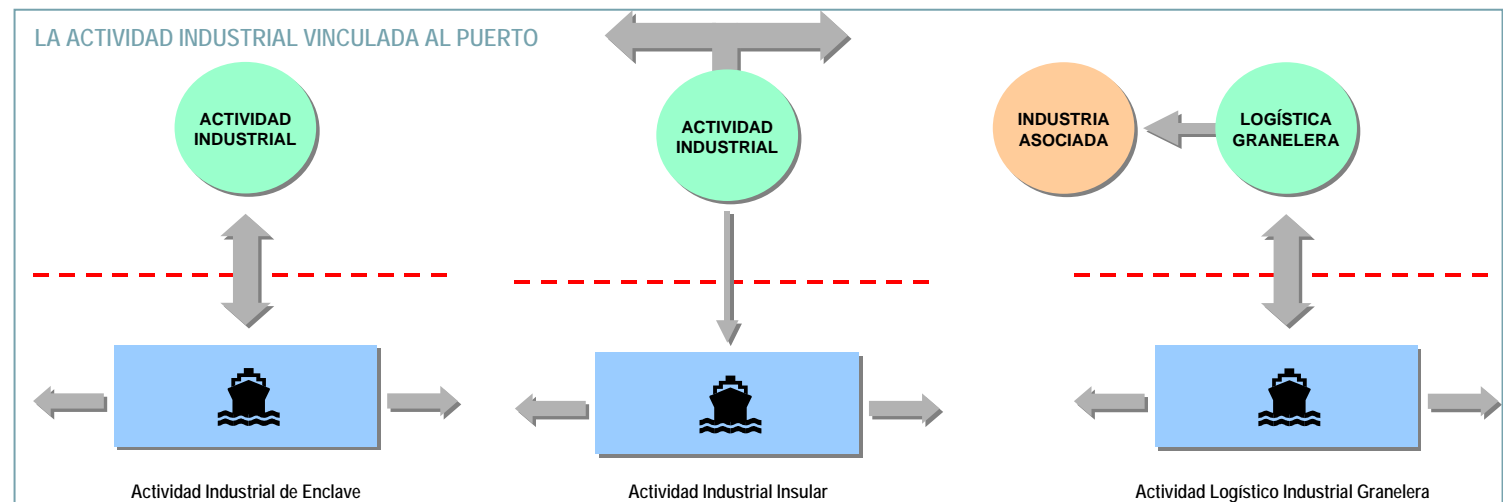 LA ACTIVIDAD INDUSTRIAL VINCULADA AL PUERTO
ACTIVIDAD
INDUSTRIAL
ACTIVIDAD
INDUSTRIAL
INDUSTRIA
ASOCIADA
LOGÍSTICA
GRANELERA
Actividad Industrial de Enclave
Actividad Industrial Insular
Actividad Logístico Industrial Granelera